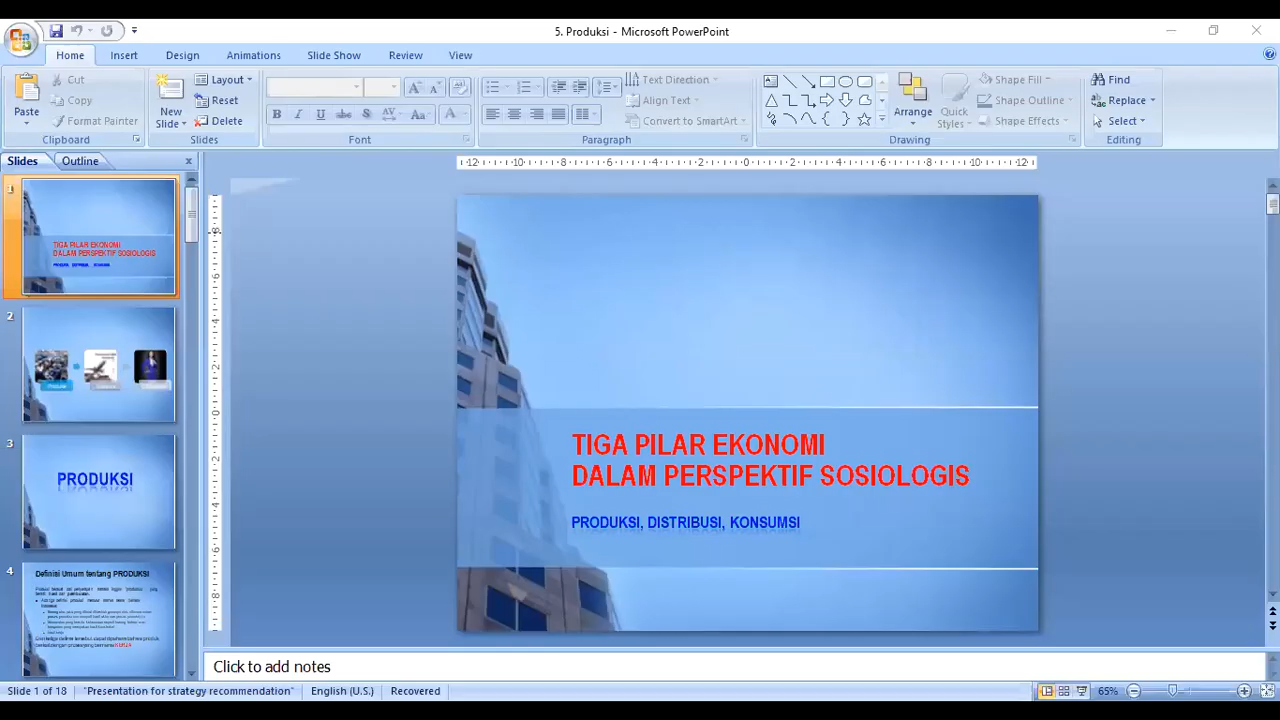 5. Produksi - Microsoft PowerPoint
Home Insert Design Animations Slide Show Review View
Cut
Copy
Format Painter
Paste
Clipboard
New
Slide
Layout
Reset
Delete
Slides
Font
Text Direction
Align Text
Convert to SmartArt
Paragraph
Arrange
Quick
Styles
Shape Fill
Shape Outline
Shape Effects
Drawing
Find
Replace
Select
Editing
Slides Outline
1
TIGA PILAR EKONOMI
DALAM PERSPEKTIF SOSIOLOGIS
2
3
PRODUKSI
4
Definisi Umum tentang PRODUKSI
TIGA PILAR EKONOMI
DALAM PERSPEKTIF SOSIOLOGIS
PRODUKSI, DISTRIBUSI, KONSUMSI
Click to add notes
Slide 1 of 18 "Presentation for strategy recommendation" English (U.S.) Recovered 65%